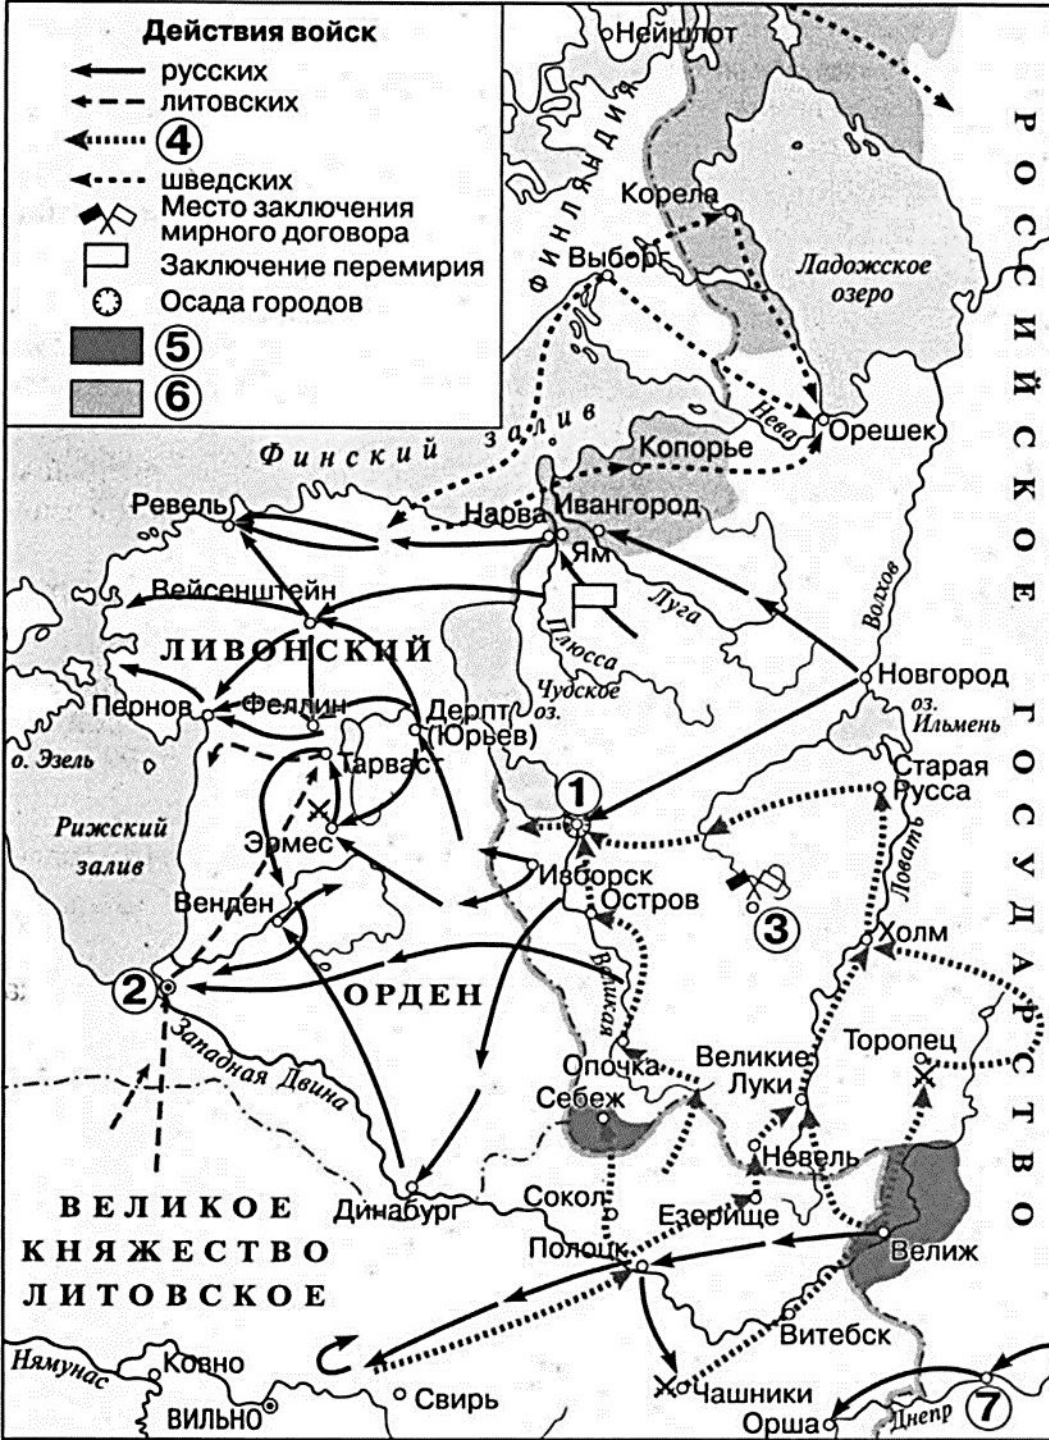 Действия войск
русских
литовских
4
шведских
Место заключения
мирного договора
Заключение перемирия
Осада городов
5
6
Нейшлот
ФИНЛЯНДИЯ
Корела
Выборг
Ладожское
озеро
РОССИЙСКОЕ ГОСУДАРСТВО
Финский залив
Нева
Орешек
Копорье
Ревель
Нарва
Ивангород
Ям
Вейсенштейн
Луга
Волхов
Плюсса
ЛИВОНСКИЙ
Чудское
оз.
Новгород
оз.
Ильмень
Пернов
Феллин
Дерпт
(Юрьев)
о. Эзель
Тарваст
Старая
Русса
1
Рижский
залив
Эрмес
Изборск
Ловать
Венден
Остров
3
Холм
2
ОРДЕН
Великая
Западная Двина
Опочка
Великие
Луки
Торопец
Себеж
Невель
Динабург
Сокол
Езерище
ВЕЛИКОЕ
КНЯЖЕСТВО
ЛИТОВСКОЕ
Полоцк
Велиж
Витебск
Нямунас
Ковно
Свирь
Чашники
ВИЛЬНО
Орша
Днепр
7